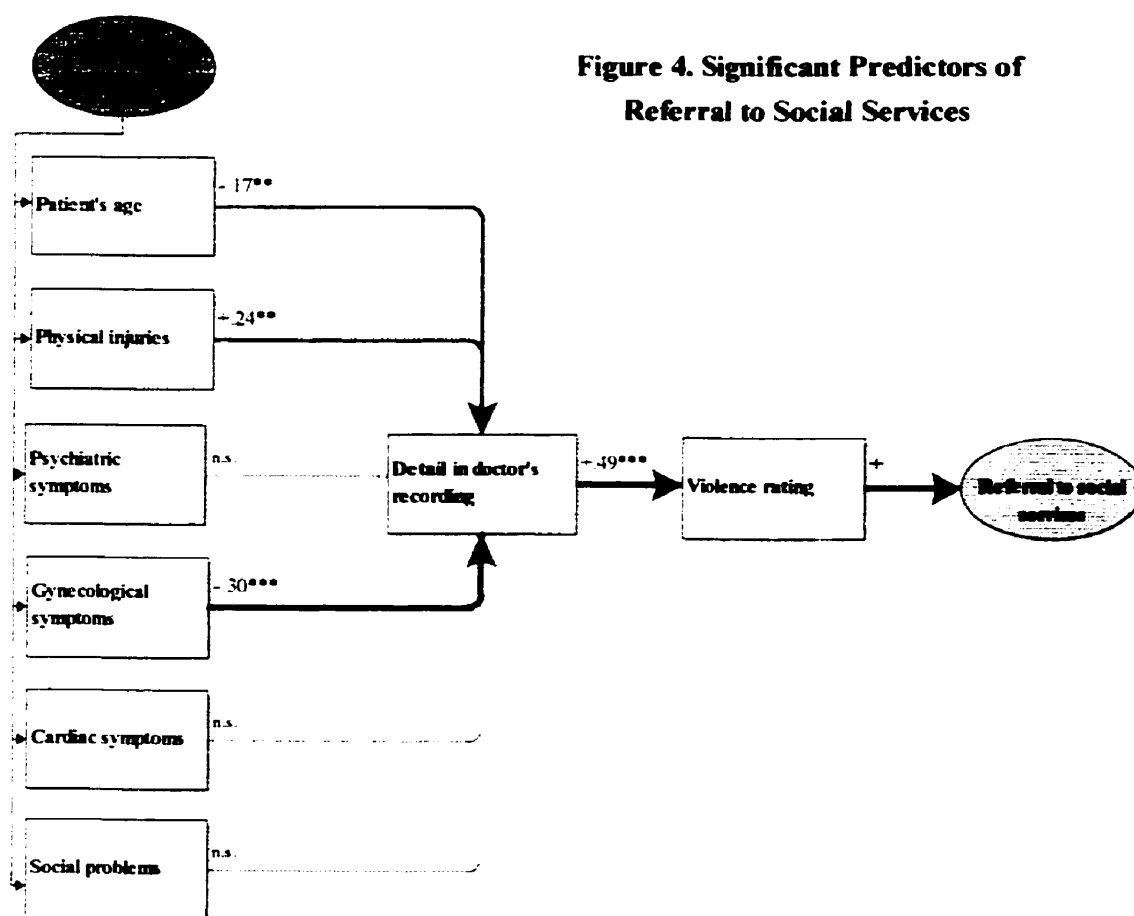 Figure 4. Significant Predictors of
Referral to Social Services
Patient's age
- .17**
Physical injuries
+.24**
Psychiatric
symptoms
n.s.
Detail in doctor's
recording
+.49***
Violence rating
+
Referral to social
services
Gynecological
symptoms
- .30***
Cardiac symptoms
n.s.
Social problems
n.s.